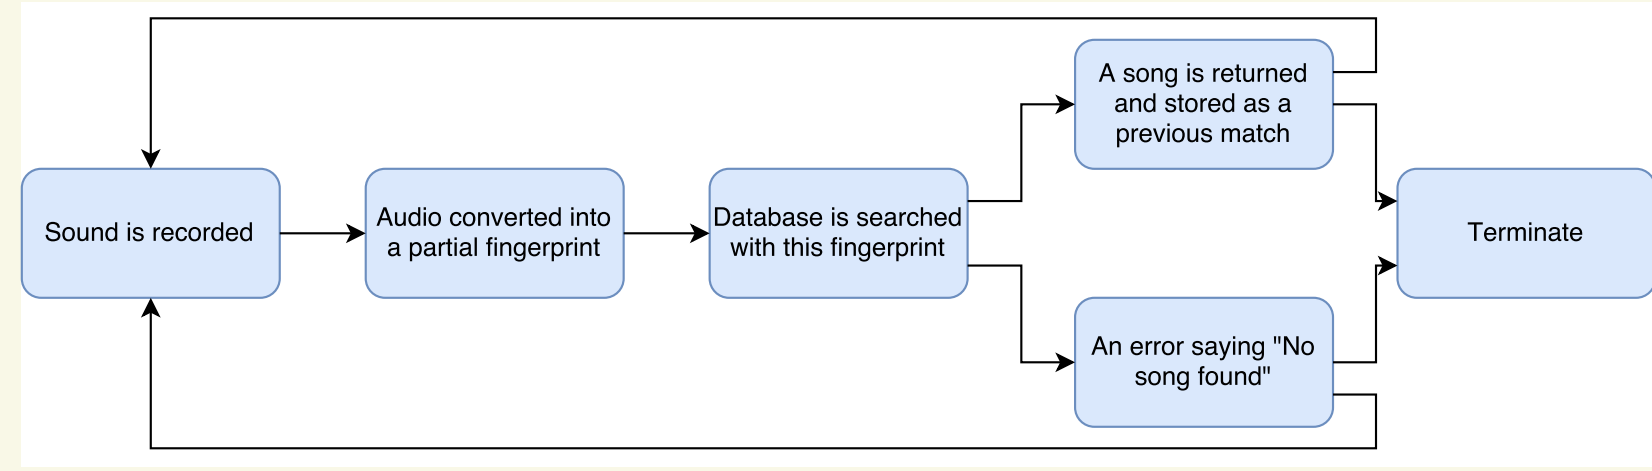 Sound is recorded
Audio converted into
a partial fingerprint
Database is searched
with this fingerprint
A song is returned
and stored as a
previous match
An error saying "No
song found"
Terminate